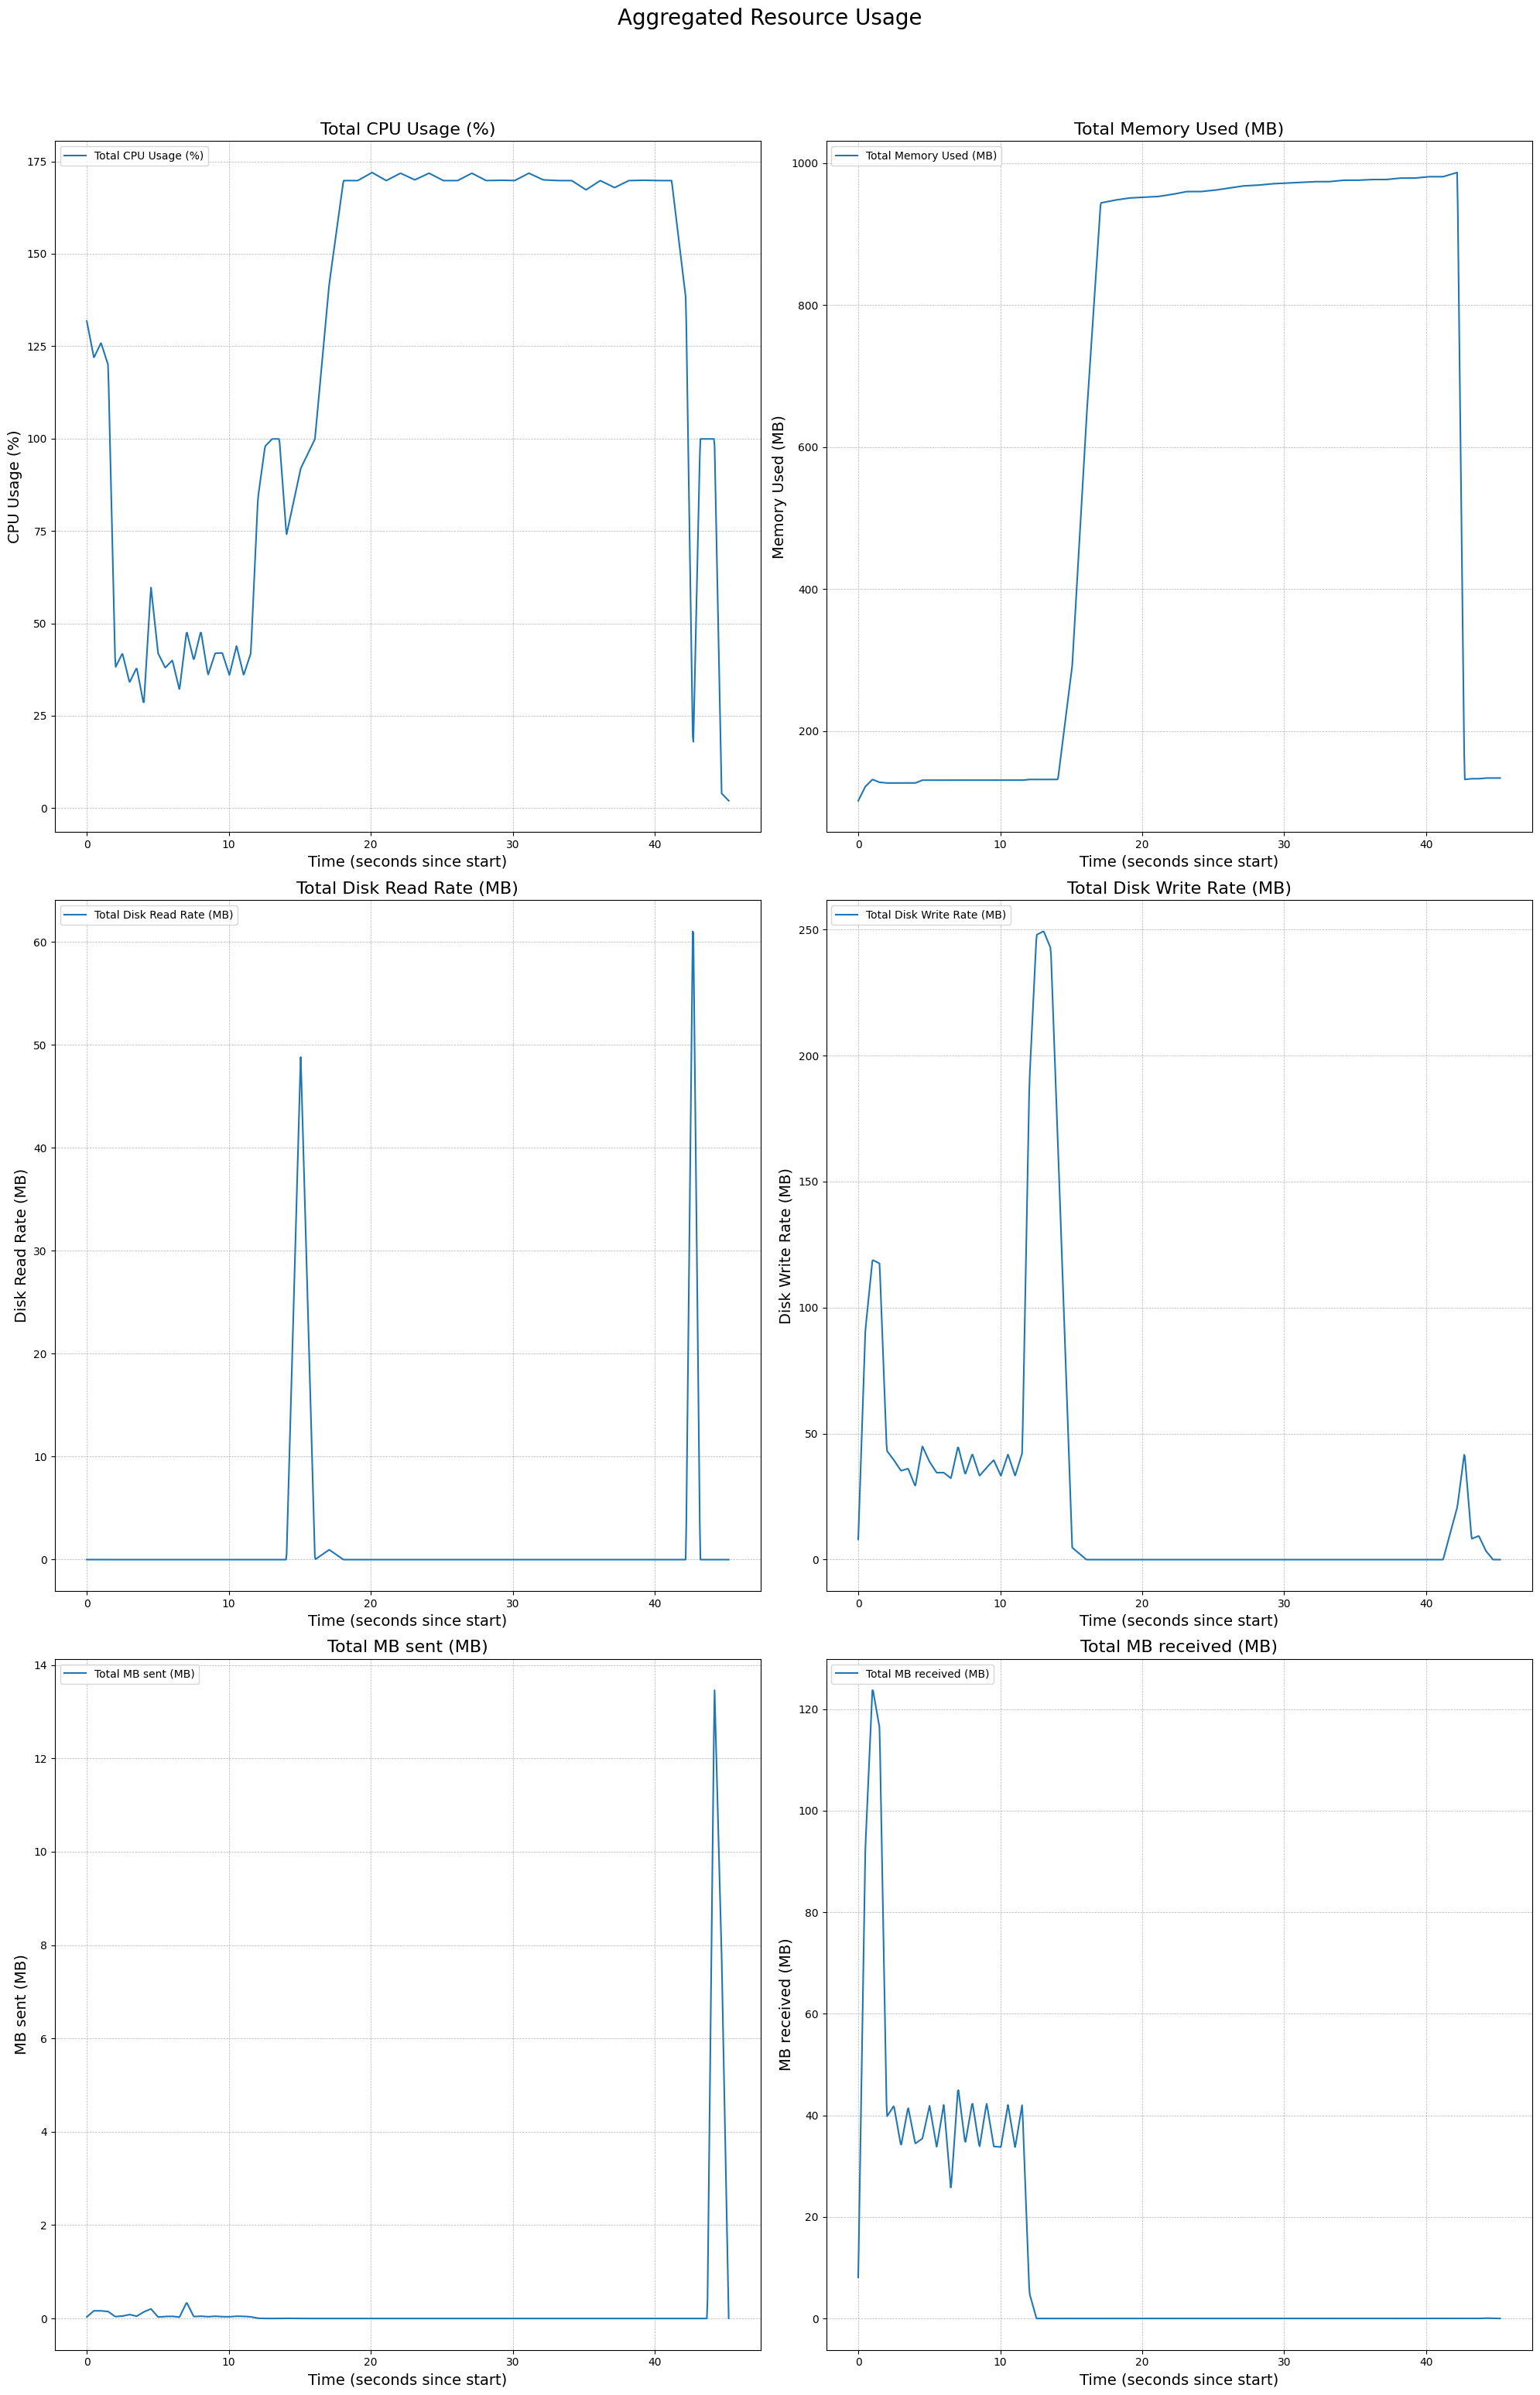 Aggregated Resource Usage
Total CPU Usage (%)
Total CPU Usage (%)
CPU Usage (%)
175
150
125
100
75
50
25
0
0 10 20 30 40
Time (seconds since start)
Total Memory Used (MB)
Total Memory Used (MB)
Memory Used (MB)
1000
800
600
400
200
0 10 20 30 40
Time (seconds since start)
Total Disk Read Rate (MB)
Total Disk Read Rate (MB)
Disk Read Rate (MB)
60
50
40
30
20
10
0
0 10 20 30 40
Time (seconds since start)
Total Disk Write Rate (MB)
Total Disk Write Rate (MB)
Disk Write Rate (MB)
250
200
150
100
50
0
0 10 20 30 40
Time (seconds since start)
Total MB sent (MB)
Total MB sent (MB)
MB sent (MB)
14
12
10
8
6
4
2
0
0 10 20 30 40
Time (seconds since start)
Total MB received (MB)
Total MB received (MB)
MB received (MB)
120
100
80
60
40
20
0
0 10 20 30 40
Time (seconds since start)